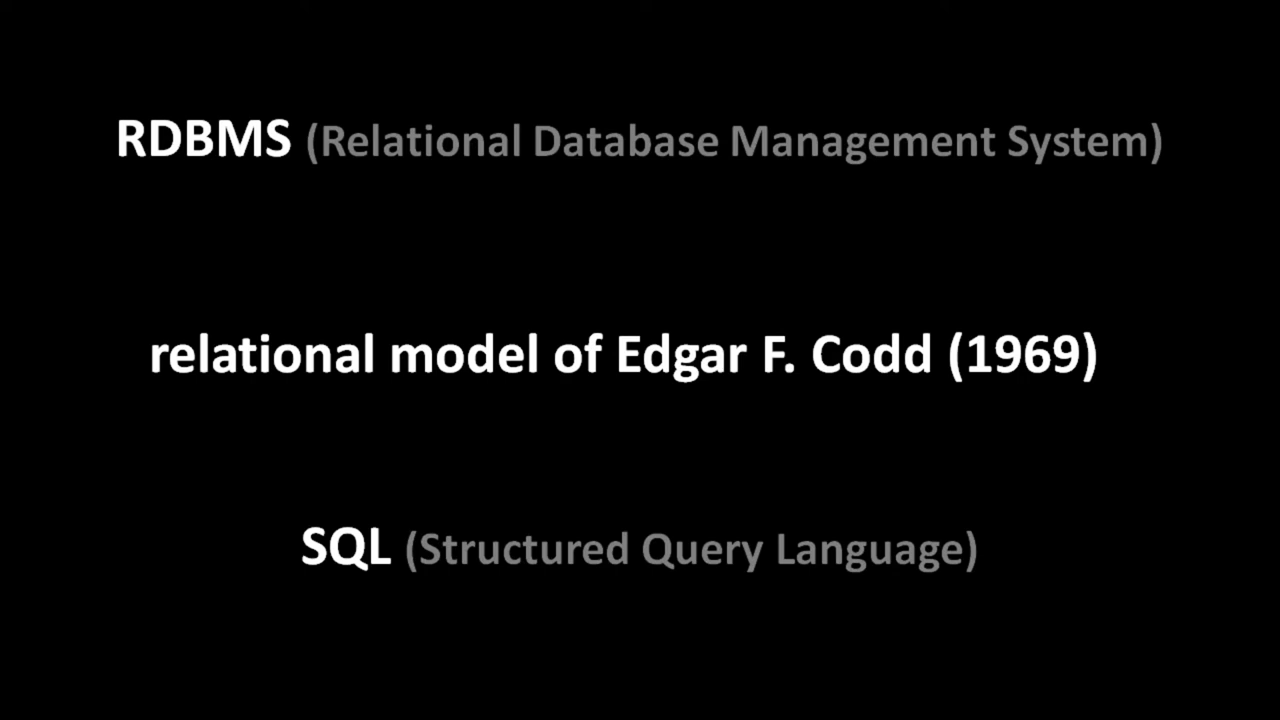 RDBMS (Relational Database Management System)
relational model of Edgar F. Codd (1969)
SQL (Structured Query Language)